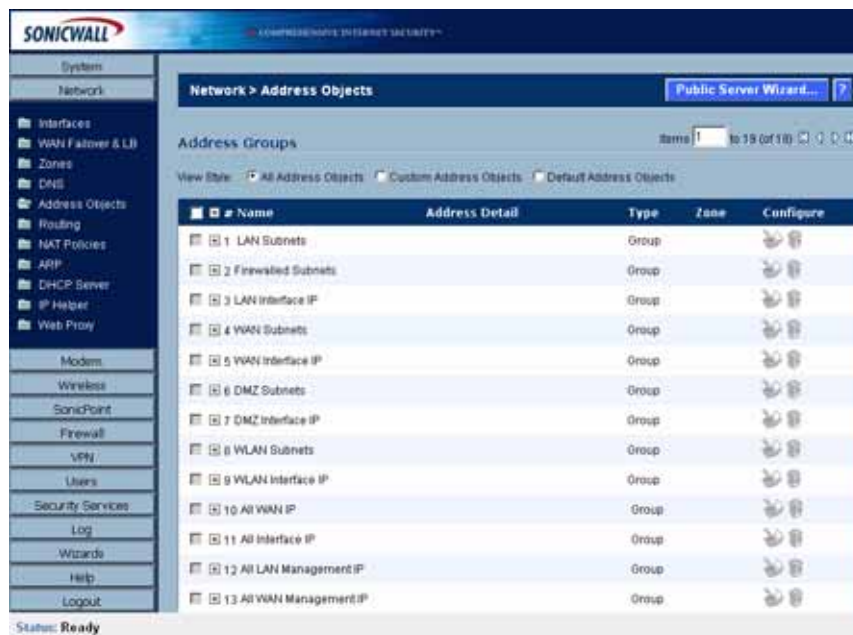 SONICWALL
COMPREHENSIVE INTERNET SECURITY™
System
Network
Interfaces
WAN Failover & LB
Zones
DNS
Address Objects
Routing
NAT Policies
ARP
DHCP Server
IP Helper
Web Proxy
Modem
Wireless
SonicPoint
Firewall
VPN
Users
Security Services
Log
Wizards
Help
Logout
Network > Address Objects
Public Server Wizard... ?
Address Groups
Items 1 to 18 (of 18)
View Style: All Address Objects Custom Address Objects Default Address Objects
# Name Address Detail Type Zone Configure
1 LAN Subnets Group
2 Firewalled Subnets Group
3 LAN Interface IP Group
4 WAN Subnets Group
5 WAN Interface IP Group
6 DMZ Subnets Group
7 DMZ Interface IP Group
8 WLAN Subnets Group
9 WLAN Interface IP Group
10 All WAN IP Group
11 All Interface IP Group
12 All LAN Management IP Group
13 All WAN Management IP Group
Status: Ready